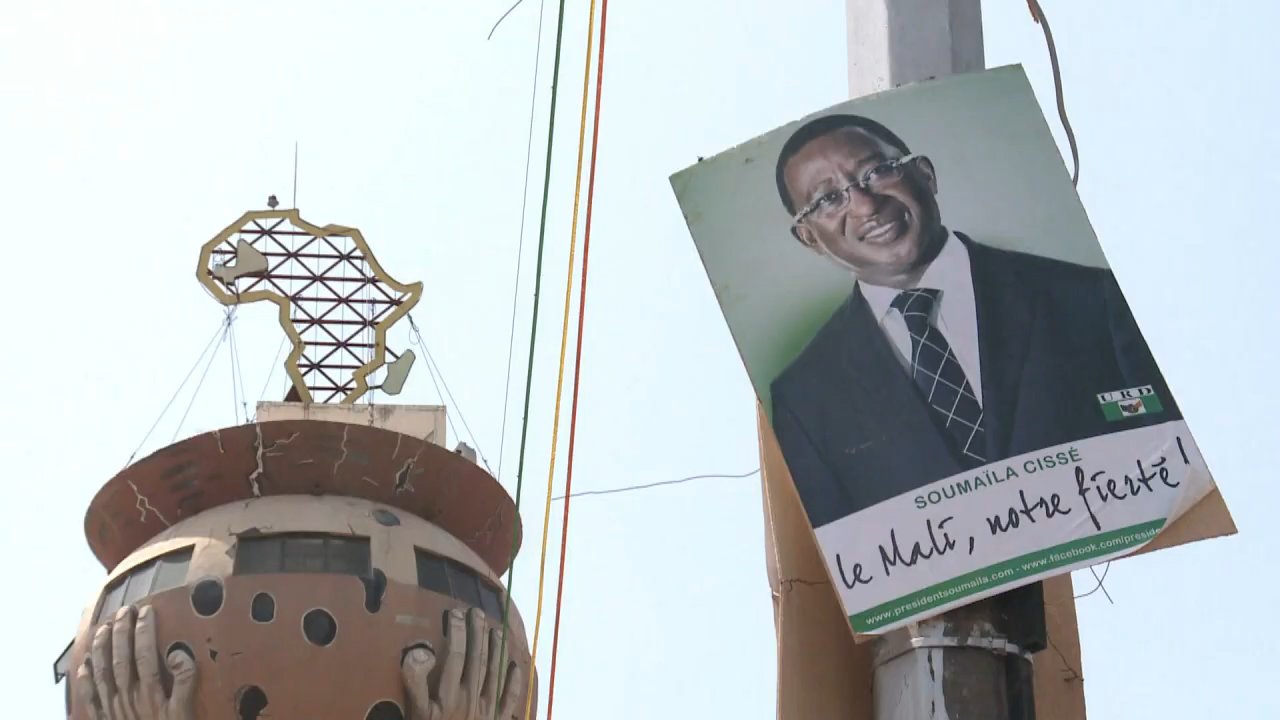 URD
SOUMAÏLA CISSÉ
le Mali, notre fierté !
www.presidentsoumaila.com - www.facebook.com/preside